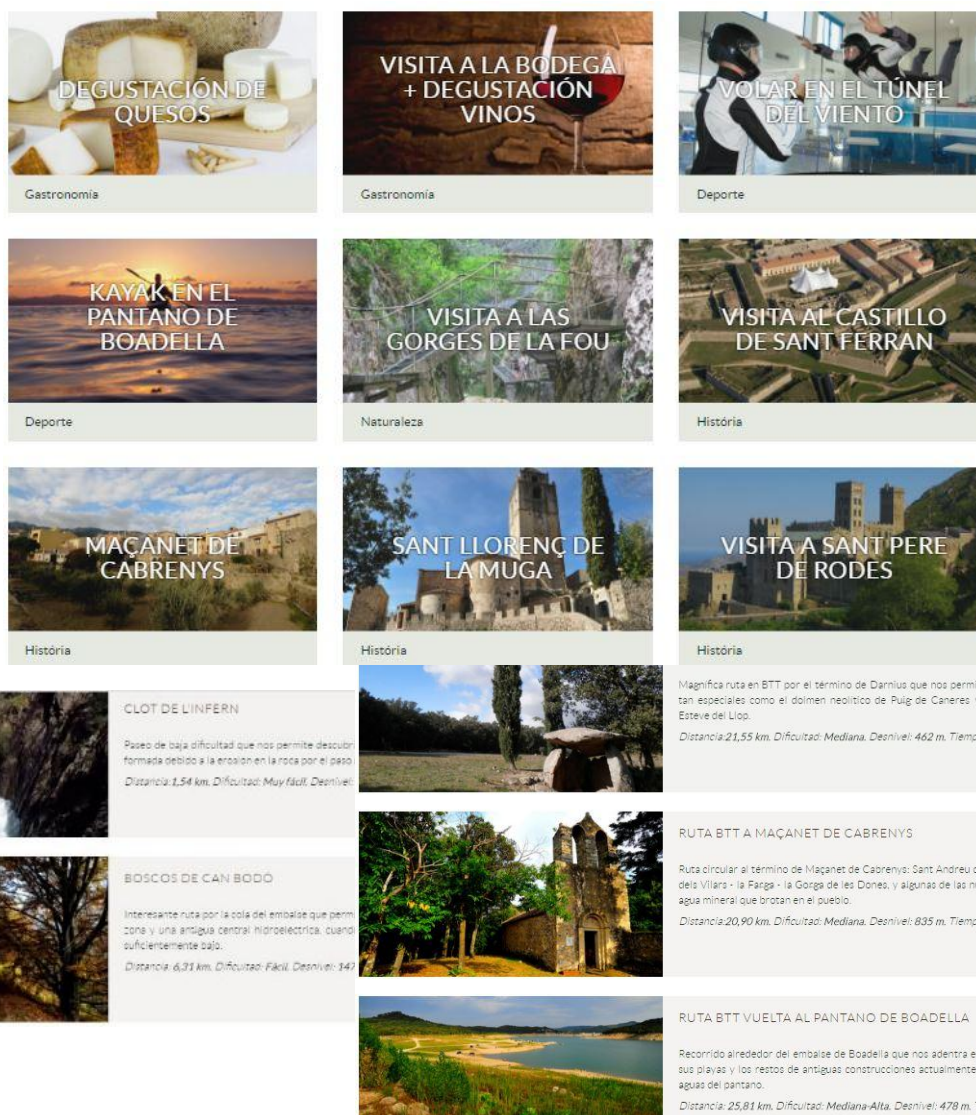 DEGUSTACIÓN DE
QUESOS
Gastronomía
VISITA A LA BODEGA
+ DEGUSTACIÓN
VINOS
Gastronomía
VOLAR EN EL TÚNEL
DEL VIENTO
Deporte
KAYAK EN EL
PANTANO DE
BOADELLA
Deporte
VISITA A LAS
GORGES DE LA FOU
Naturaleza
VISITA AL CASTILLO
DE SANT FERRAN
História
MAÇANET DE
CABRENYS
História
SANT LLORENÇ DE
LA MUGA
História
VISITA A SANT PERE
DE RODES
História
CLOT DE L'INFERN
Paseo de baja dificultad que nos permite descubr
formada debido a la erosion en la roca por el paso
Distancia: 1,54 km. Dificultad: Muy fácil. Desnivel:
BOSCOS DE CAN BODÓ
Interesante ruta por la cola del embalse que perm
zona y una antigua central hidroelectrica, cuand
suficientemente bajo.
Distancia: 6,31 km. Dificultad: Fácil. Desnivel: 147
Magnífica ruta en BTT por el término de Darnius que nos permi
tan especiales como el dolmen neolítico de Puig de Caneres
Esteve del Llop.
Distancia:21,55 km. Dificultad: Mediana. Desnivel: 462 m. Tiemp
RUTA BTT A MAÇANET DE CABRENYS
Ruta circular al término de Maçanet de Cabrenys: Sant Andreu
dels Vilars - la Farga - la Gorga de les Dones, y algunas de las
agua mineral que brotan en el pueblo.
Distancia:20,90 km. Dificultad: Mediana. Desnivel: 835 m. Tiemp
RUTA BTT VUELTA AL PANTANO DE BOADELLA
Recorrido alrededor del embalse de Boadella que nos adentra e
sus playas y los restos de antiguas construcciones actualmente
aguas del pantano.
Distancia: 25,81 km. Dificultad: Mediana-Alta. Desnivel: 478 m.